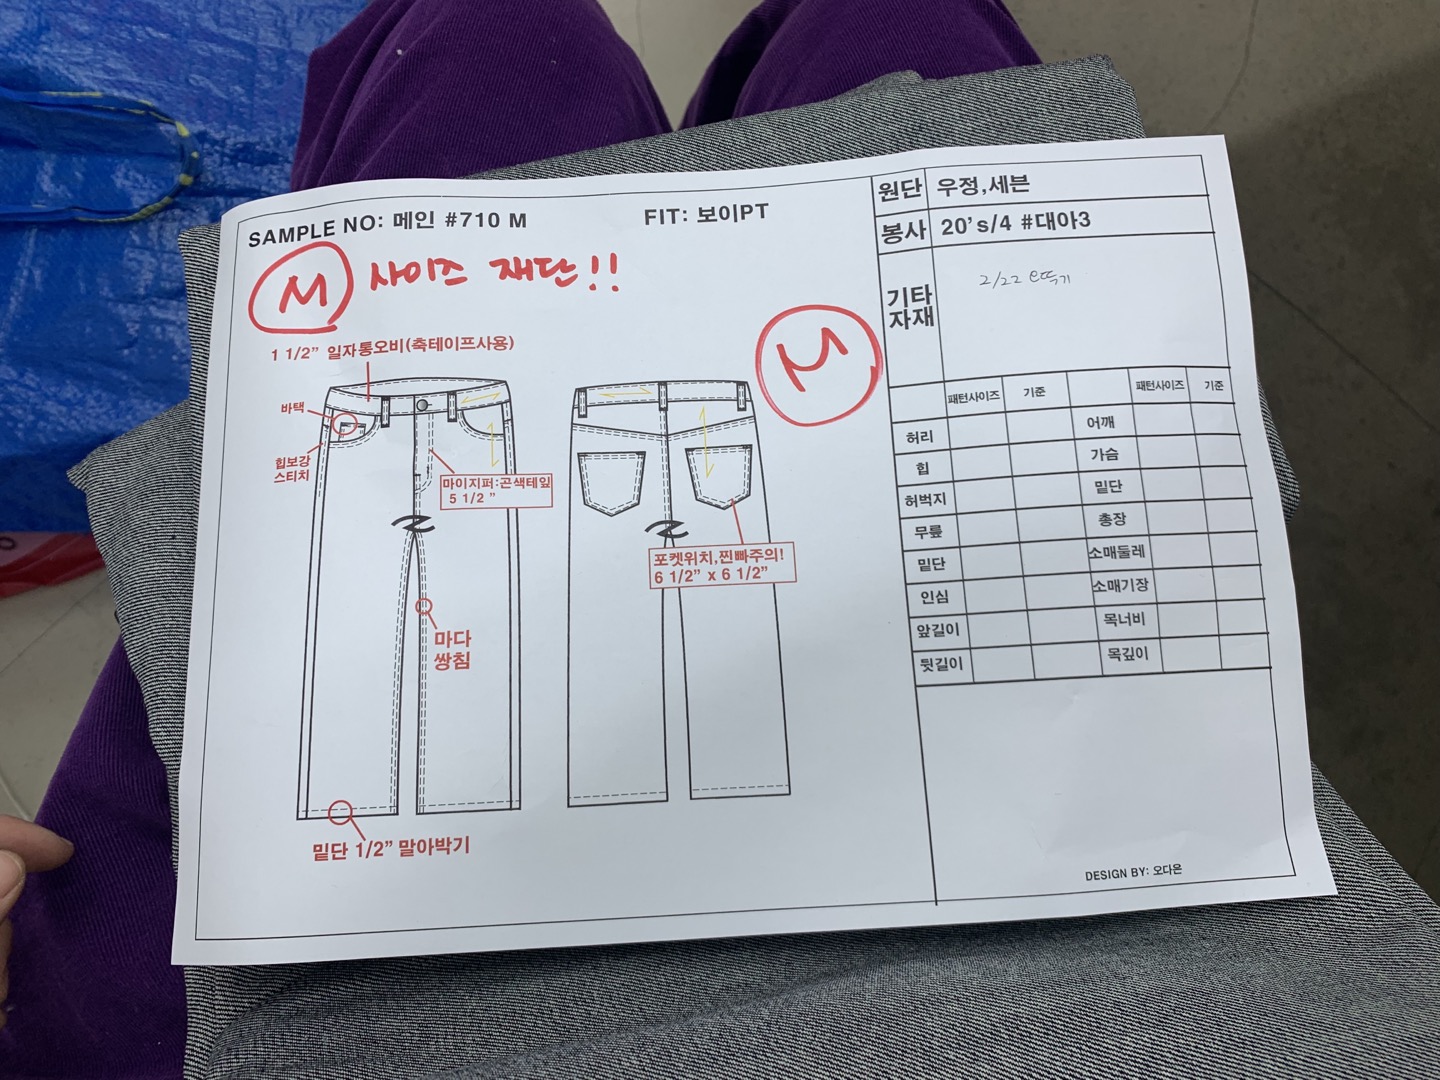 SAMPLE NO: 메인 #710 M
FIT: 보이PT
M 사이즈 재단!!
M
1 1/2” 일자통오비(축테이프사용)
바택
힙보강
스티치
마이지퍼:곤색테잎
5 1/2 ”
포켓위치,찐빠주의!
6 1/2” x 6 1/2”
마다
쌍침
밑단 1/2” 말아박기
원단 우정,세븐
봉사 20’s/4 #대아3
기타
자재
2/22
패턴사이즈 기준 패턴사이즈 기준
허리 어깨
힙 가슴
허벅지 밑단
무릎 총장
밑단 소매둘레
인심 소매기장
앞길이 목너비
뒷길이 목깊이
DESIGN BY: 오다은